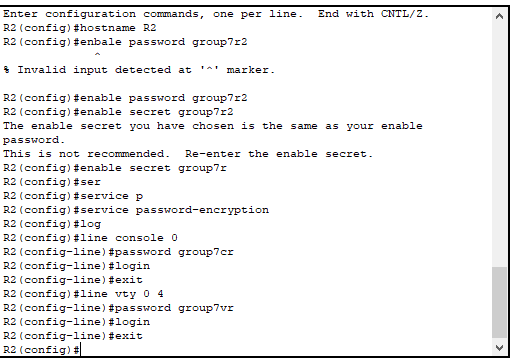 Enter configuration commands, one per line.  End with CNTL/Z.
R2(config)#hostname R2
R2(config)#enbale password group7r2
^
% Invalid input detected at '^' marker.
R2(config)#enable password group7r2
R2(config)#enable secret group7r2
The enable secret you have chosen is the same as your enable
password.
This is not recommended.  Re-enter the enable secret.
R2(config)#enable secret group7r
R2(config)#ser
R2(config)#service p
R2(config)#service password-encryption
R2(config)#log
R2(config)#line console 0
R2(config-line)#password group7cr
R2(config-line)#login
R2(config-line)#exit
R2(config)#line vty 0 4
R2(config-line)#password group7vr
R2(config-line)#login
R2(config-line)#exit
R2(config)#